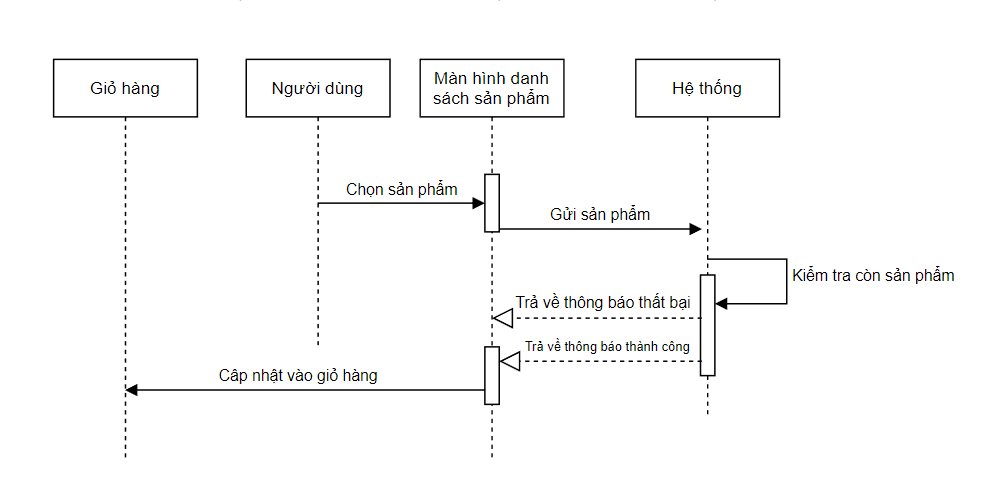 Giỏ hàng
Người dùng
Màn hình danh
sách sản phẩm
Hệ thống
Chọn sản phẩm
Gửi sản phẩm
Kiểm tra còn sản phẩm
Trả về thông báo thất bại
Trả về thông báo thành công
Câp nhật vào giỏ hàng